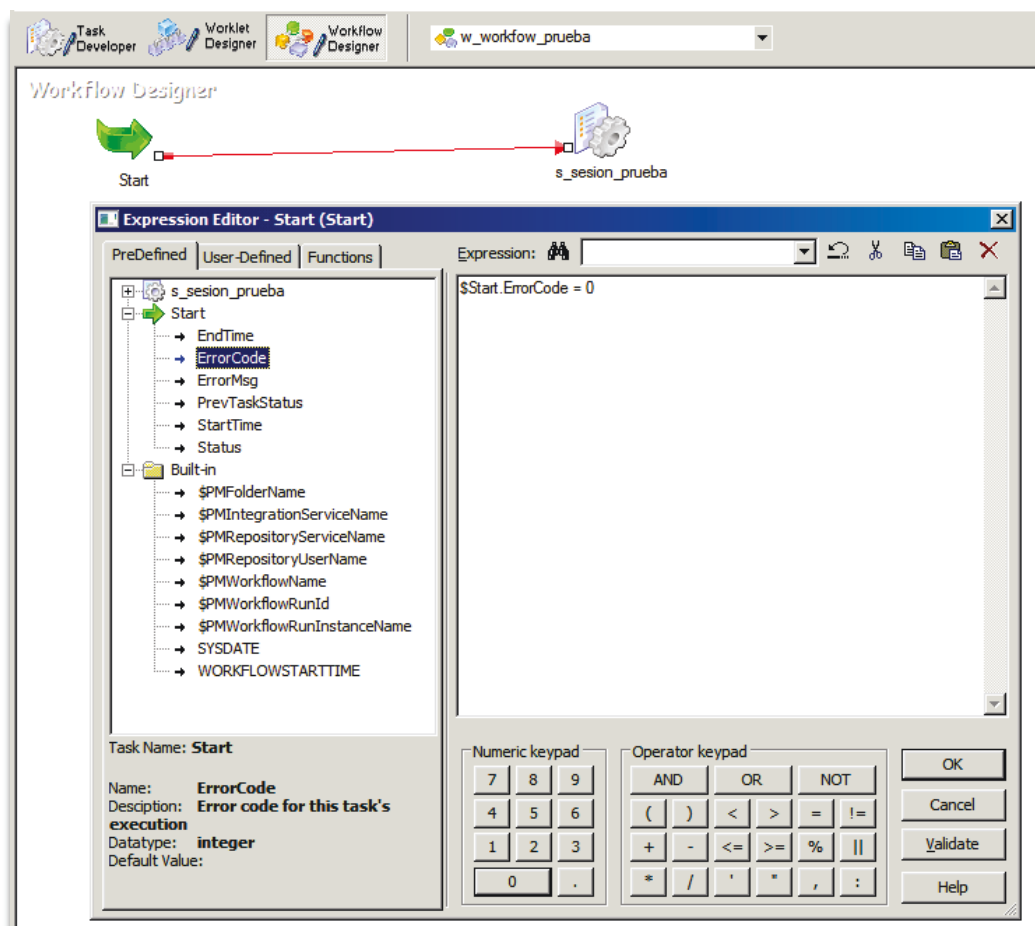 Task Developer
Worklet Designer
Workflow Designer
w_workfow_prueba
Workflow Designer
Start
s_sesion_prueba
Expression Editor - Start (Start)
PreDefined User-Defined Functions
Expression:
s_sesion_prueba
Start
EndTime
ErrorCode
ErrorMsg
PrevTaskStatus
StartTime
Status
Built-in
$PMFolderName
$PMIntegrationServiceName
$PMRepositoryServiceName
$PMRepositoryUserName
$PMWorkflowName
$PMWorkflowRunId
$PMWorkflowRunInstanceName
SYSDATE
WORKFLOWSTARTTIME
$Start.ErrorCode = 0
Task Name: Start
Name: ErrorCode
Desciption: Error code for this task's
execution
Datatype: integer
Default Value:
Numeric keypad
7 8 9
4 5 6
1 2 3
0 .
Operator keypad
AND OR NOT
( ) < > = !=
+ - <= >= % ||
* / ' " , :
OK
Cancel
Validate
Help